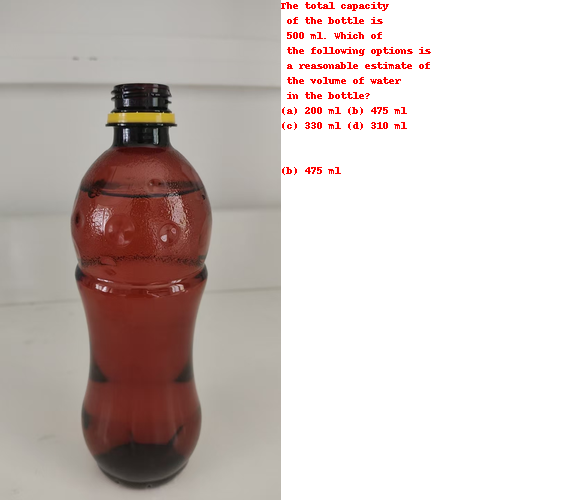 The total capacity
of the bottle is
500 ml. Which of
the following options is
a reasonable estimate of
the volume of water
in the bottle?
(a) 200 ml (b) 475 ml
(c) 330 ml (d) 310 ml
(b) 475 ml